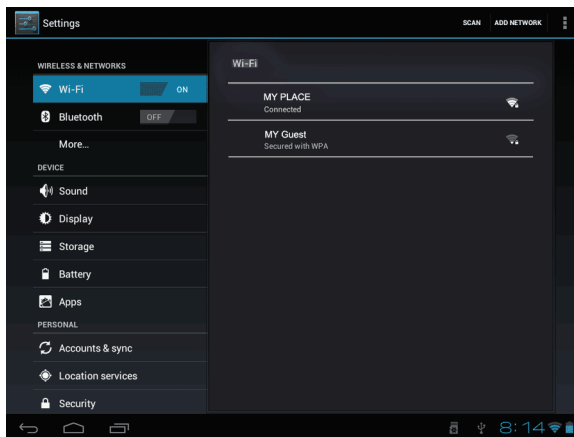 Settings
SCAN ADD NETWORK
WIRELESS & NETWORKS
Wi-Fi ON
Bluetooth OFF
More...
DEVICE
Sound
Display
Storage
Battery
Apps
PERSONAL
Accounts & sync
Location services
Security
Wi-Fi
MY PLACE
Connected
MY Guest
Secured with WPA
8:14